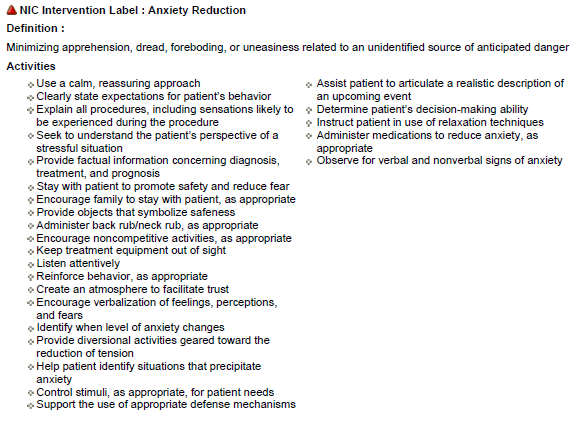 NIC Intervention Label : Anxiety Reduction
Definition :
Minimizing apprehension, dread, foreboding, or uneasiness related to an unidentified source of anticipated danger
Activities
Use a calm, reassuring approach
Clearly state expectations for patient's behavior
Explain all procedures, including sensations likely to
be experienced during the procedure
Seek to understand the patient's perspective of a
stressful situation
Provide factual information concerning diagnosis,
treatment, and prognosis
Stay with patient to promote safety and reduce fear
Encourage family to stay with patient, as appropriate
Provide objects that symbolize safeness
Administer back rub/neck rub, as appropriate
Encourage noncompetitive activities, as appropriate
Keep treatment equipment out of sight
Listen attentively
Reinforce behavior, as appropriate
Create an atmosphere to facilitate trust
Encourage verbalization of feelings, perceptions,
and fears
Identify when level of anxiety changes
Provide diversional activities geared toward the
reduction of tension
Help patient identify situations that precipitate
anxiety
Control stimuli, as appropriate, for patient needs
Support the use of appropriate defense mechanisms
Assist patient to articulate a realistic description of
an upcoming event
Determine patient's decision-making ability
Instruct patient in use of relaxation techniques
Administer medications to reduce anxiety, as
appropriate
Observe for verbal and nonverbal signs of anxiety